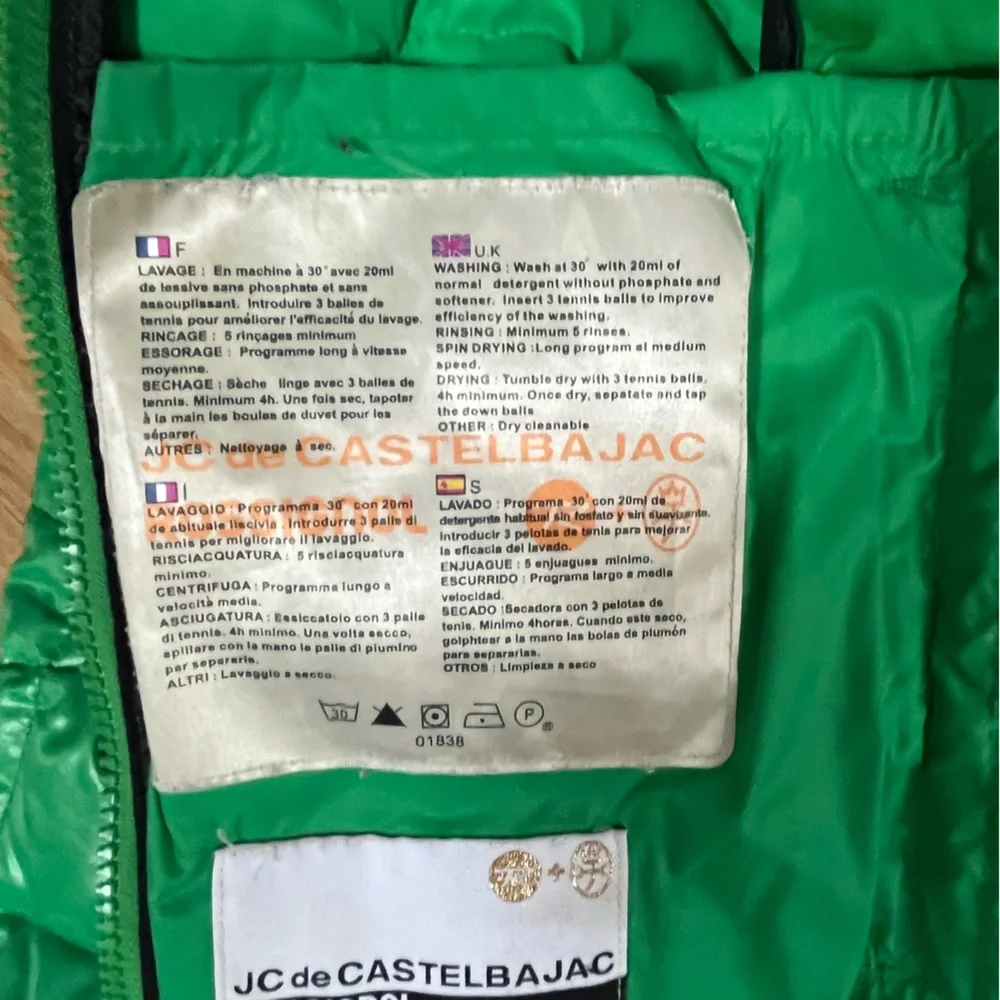 F
LAVAGE : En machine à 30° avec 20ml
de lessive sans phosphate et sans
assouplissant. Introduire 3 balles de
tennis pour améliorer l'efficacité du lavage.
RINCAGE : 5 rinçages minimum
ESSORAGE : Programme long à vitesse
moyenne.
SECHAGE : Sèche linge avec 3 balles de
tennis. Minimum 4h. Une fois sec, tapoter
à la main les boules de duvet pour les
séparer.
AUTRES : Nettoyage à sec.
U.K
WASHING : Wash at 30° with 20ml of
normal detergent without phosphate and
softener. Insert 3 tennis balls to improve
efficiency of the washing.
RINSING : Minimum 5 rinses.
SPIN DRYING :Long program at medium
speed.
DRYING : Tumble dry with 3 tennis balls.
4h minimum. Once dry, sepatate and tap
the down balls
OTHER : Dry cleanable
JC de CASTELBAJAC
I
LAVAGGIO : Programma 30° con 20ml
de abituale liscivia . Introdurre 3 palle di
tennis per migliorare il lavaggio.
RISCIACQUATURA : 5 risciacquatura
minimo.
CENTRIFUGA : Programma lungo a
velocità media.
ASCIUGATURA : Essiccatoio con 3 palle
di tennis. 4h minimo. Una volta secco,
spillare con la mano le palle di piumino
per separarle.
ALTRI : Lavaggio a secco.
S
LAVADO : Programa 30° con 20ml de
detergente habitual sin fosfato y sin suavizante.
Introducir 3 pelotas de tenis para mejorar
la eficacia del lavado.
ENJUAGUE : 5 enjuagues minimo.
ESCURRIDO : Programa largo a media
velocidad.
SECADO :Secadora con 3 pelotas de
tenis. Minimo 4horas. Cuando este seco,
golphtear a la mano las bolas de plumón
para separarlas.
OTROS : Limpieza a seco
30 P ®
01838
JC de CASTELBAJAC